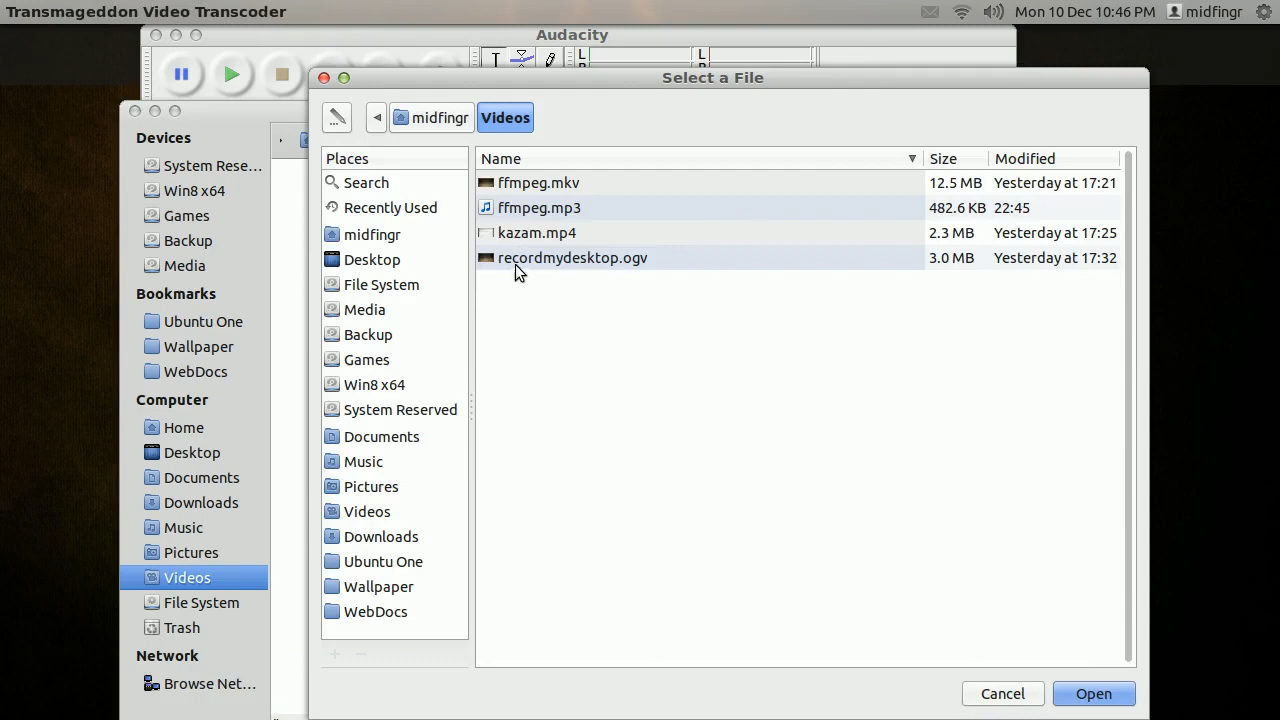 Transmageddon Video Transcoder
Mon 10 Dec 10:46 PM midfingr
Audacity
L
L
Select a File
midfingr Videos
Devices
System Rese...
Win8 x64
Games
Backup
Media
Bookmarks
Ubuntu One
Wallpaper
WebDocs
Computer
Home
Desktop
Documents
Downloads
Music
Pictures
Videos
File System
Trash
Network
Browse Net...
Places
Search
Recently Used
midfingr
Desktop
File System
Media
Backup
Games
Win8 x64
System Reserved
Documents
Music
Pictures
Videos
Downloads
Ubuntu One
Wallpaper
WebDocs
Name Size Modified
ffmpeg.mkv 12.5 MB Yesterday at 17:21
ffmpeg.mp3 482.6 KB 22:45
kazam.mp4 2.3 MB Yesterday at 17:25
recordmydesktop.ogv 3.0 MB Yesterday at 17:32
Cancel Open